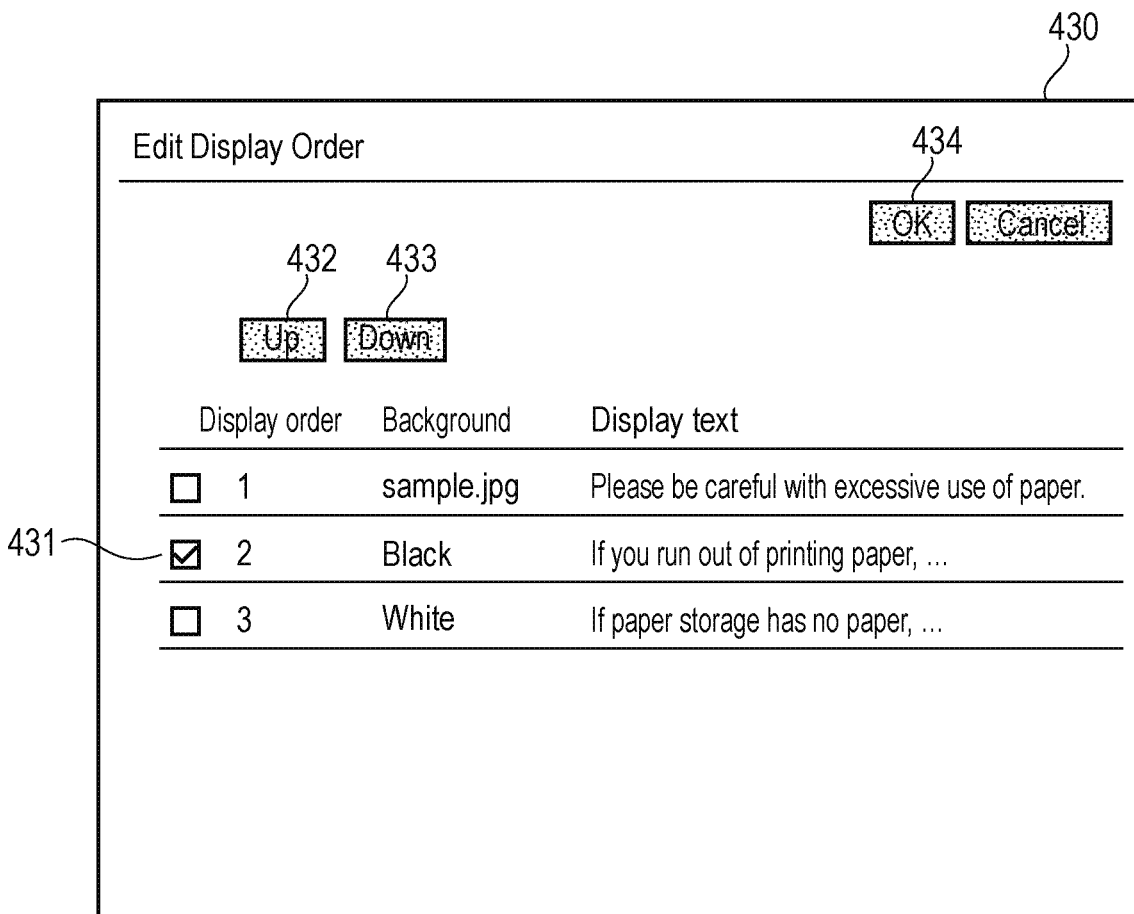 430
Edit Display Order
434
OK Cancel
432 433
Up Down
Display order Background Display text
1 sample.jpg Please be careful with excessive use of paper.
431 2 Black If you run out of printing paper, ...
3 White If paper storage has no paper, ...